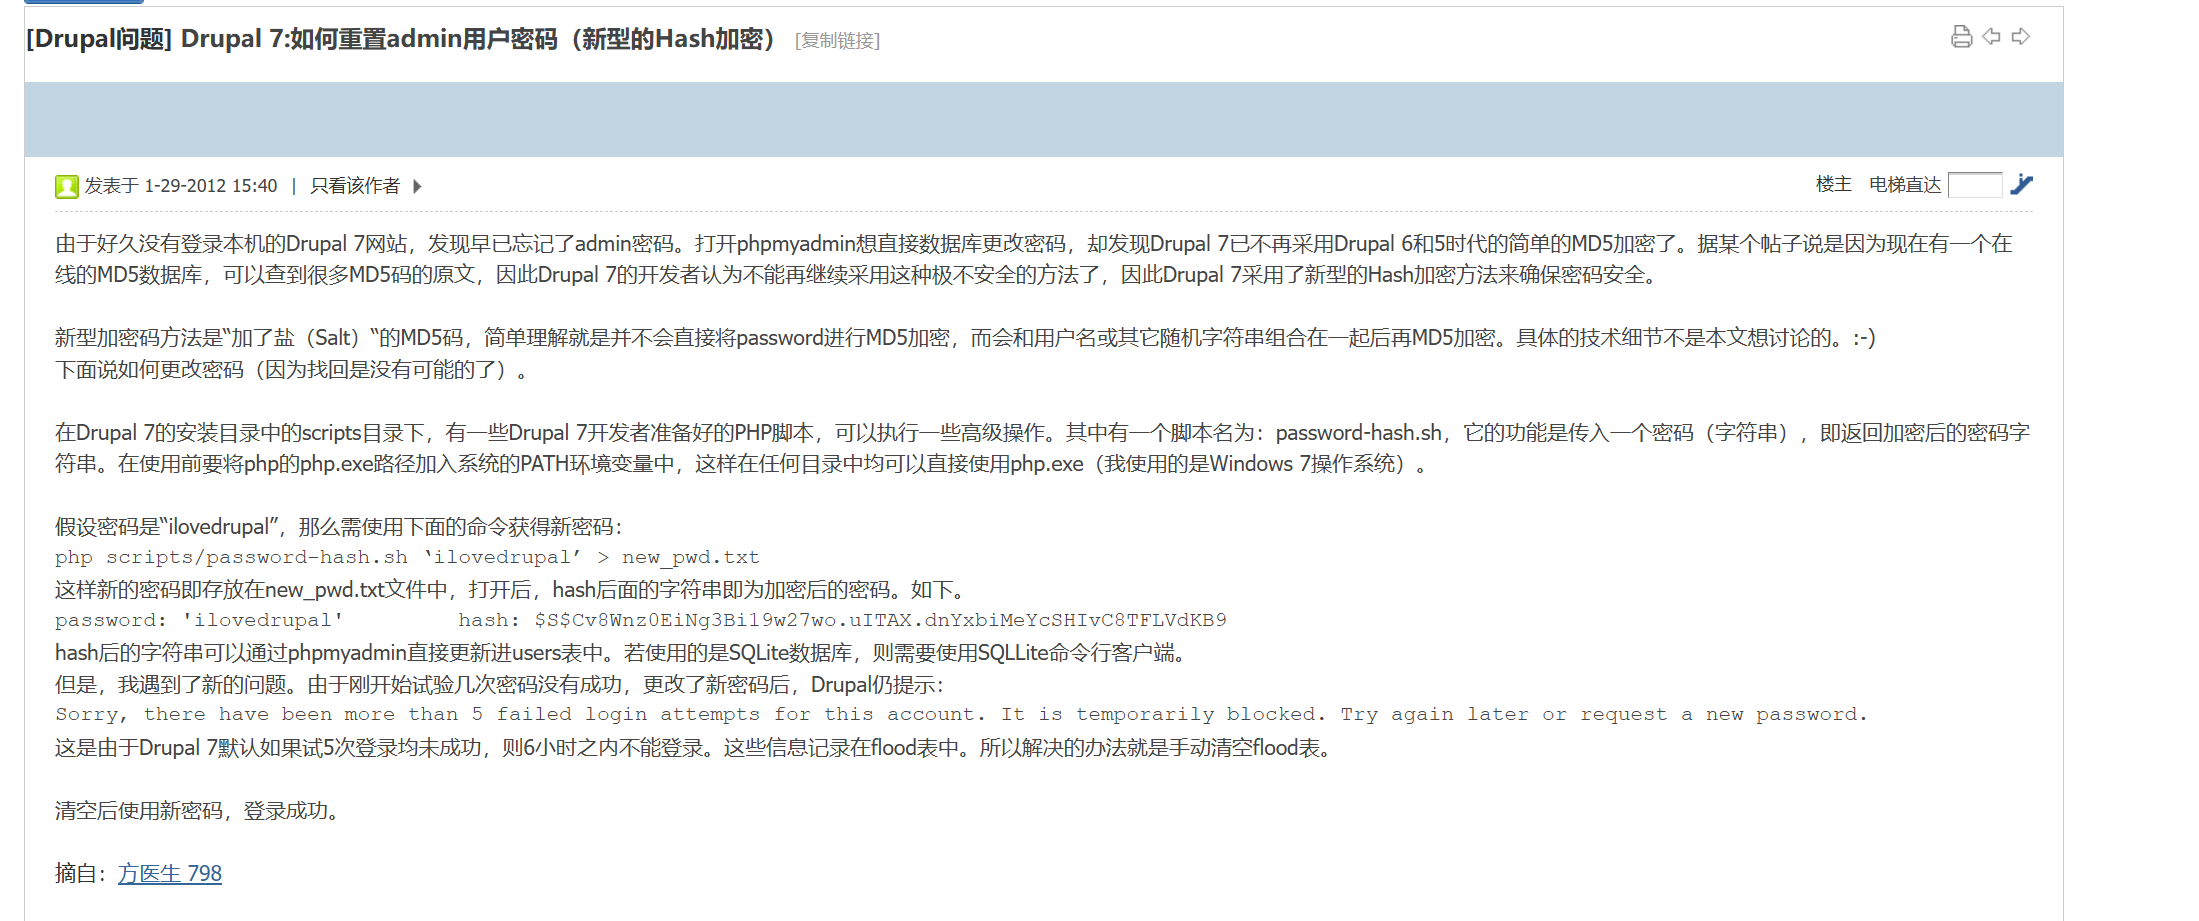 [Drupal问题] Drupal 7:如何重置admin用户密码（新型的Hash加密） [复制链接]
发表于 1-29-2012 15:40 | 只看该作者
楼主 电梯直达
由于好久没有登录本机的Drupal 7网站，发现早已忘记了admin密码。打开phpmyadmin想直接数据库更改密码，却发现Drupal 7已不再采用Drupal 6和5时代的简单的MD5加密了。据某个帖子说是因为现在有一个在
线的MD5数据库，可以查到很多MD5码的原文，因此Drupal 7的开发者认为不能再继续采用这种极不安全的方法了，因此Drupal 7采用了新型的Hash加密方法来确保密码安全。
新型加密码方法是“加了盐（Salt）“的MD5码，简单理解就是并不会直接将password进行MD5加密，而会和用户名或其它随机字符串组合在一起后再MD5加密。具体的技术细节不是本文想讨论的。:-)
下面说如何更改密码（因为找回是没有可能的了）。
在Drupal 7的安装目录中的scripts目录下，有一些Drupal 7开发者准备好的PHP脚本，可以执行一些高级操作。其中有一个脚本名为：password-hash.sh，它的功能是传入一个密码（字符串），即返回加密后的密码字
符串。在使用前要将php的php.exe路径加入系统的PATH环境变量中，这样在任何目录中均可以直接使用php.exe（我使用的是Windows 7操作系统）。
假设密码是“ilovedrupal”，那么需使用下面的命令获得新密码：
php scripts/password-hash.sh ‘ilovedrupal’ > new_pwd.txt
这样新的密码即存放在new_pwd.txt文件中，打开后，hash后面的字符串即为加密后的密码。如下。
password: 'ilovedrupal' hash: $S$Cv8Wnz0EiNg3Bi19w27wo.uITAX.dnYxbiMeYcSHIvC8TFLVdKB9
hash后的字符串可以通过phpmyadmin直接更新进users表中。若使用的是SQLite数据库，则需要使用SQLLite命令行客户端。
但是，我遇到了新的问题。由于刚开始试验几次密码没有成功，更改了新密码后，Drupal仍提示：
Sorry, there have been more than 5 failed login attempts for this account. It is temporarily blocked. Try again later or request a new password.
这是由于Drupal 7默认如果试5次登录均未成功，则6小时之内不能登录。这些信息记录在flood表中。所以解决的办法就是手动清空flood表。
清空后使用新密码，登录成功。
摘自：方医生 798